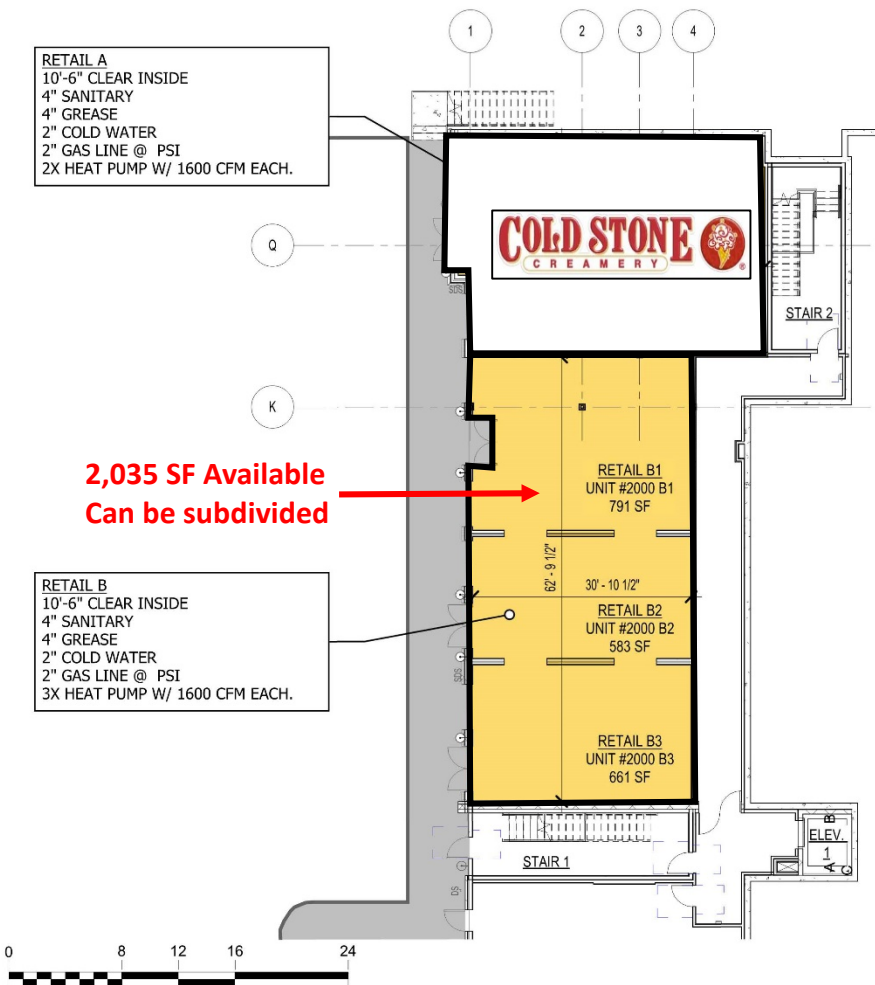 1
2
3
4
RETAIL A
10'-6" CLEAR INSIDE
4" SANITARY
4" GREASE
2" COLD WATER
2" GAS LINE @  PSI
2X HEAT PUMP W/ 1600 CFM EACH.
Q
COLD STONE
CREAMERY
®
SDS
STAIR 2
K
2,035 SF Available
Can be subdivided
RETAIL B1
UNIT #2000 B1
791 SF
62' - 9 1/2"
30' - 10 1/2"
RETAIL B
10'-6" CLEAR INSIDE
4" SANITARY
4" GREASE
2" COLD WATER
2" GAS LINE @  PSI
3X HEAT PUMP W/ 1600 CFM EACH.
RETAIL B2
UNIT #2000 B2
583 SF
SDS
RETAIL B3
UNIT #2000 B3
661 SF
STAIR 1
ELEV.
1
A
B
DS
0 8 12 16 24